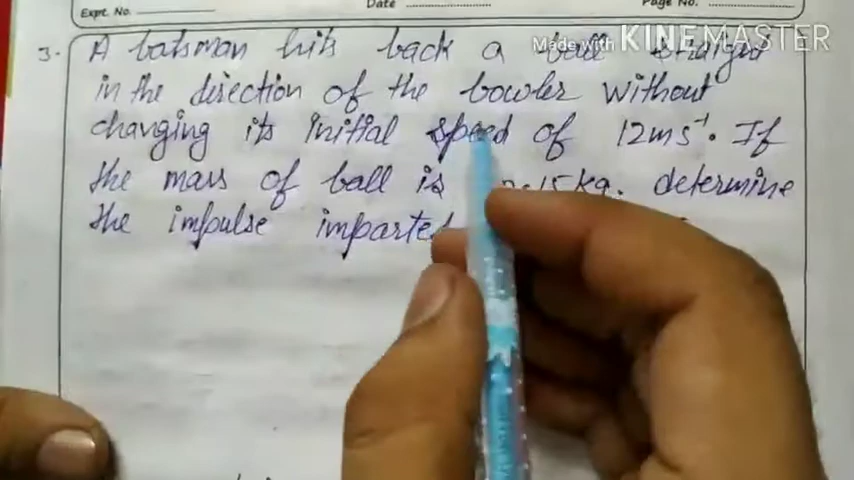 Expt. No.
Date
Page No.
Made with KINEMASTER
3- A batsman hits back a ball straight
in the direction of the bowler without
changing its initial speed of 12ms⁻¹. If
the mass of ball is 0.15kg. determine
the impulse imparted